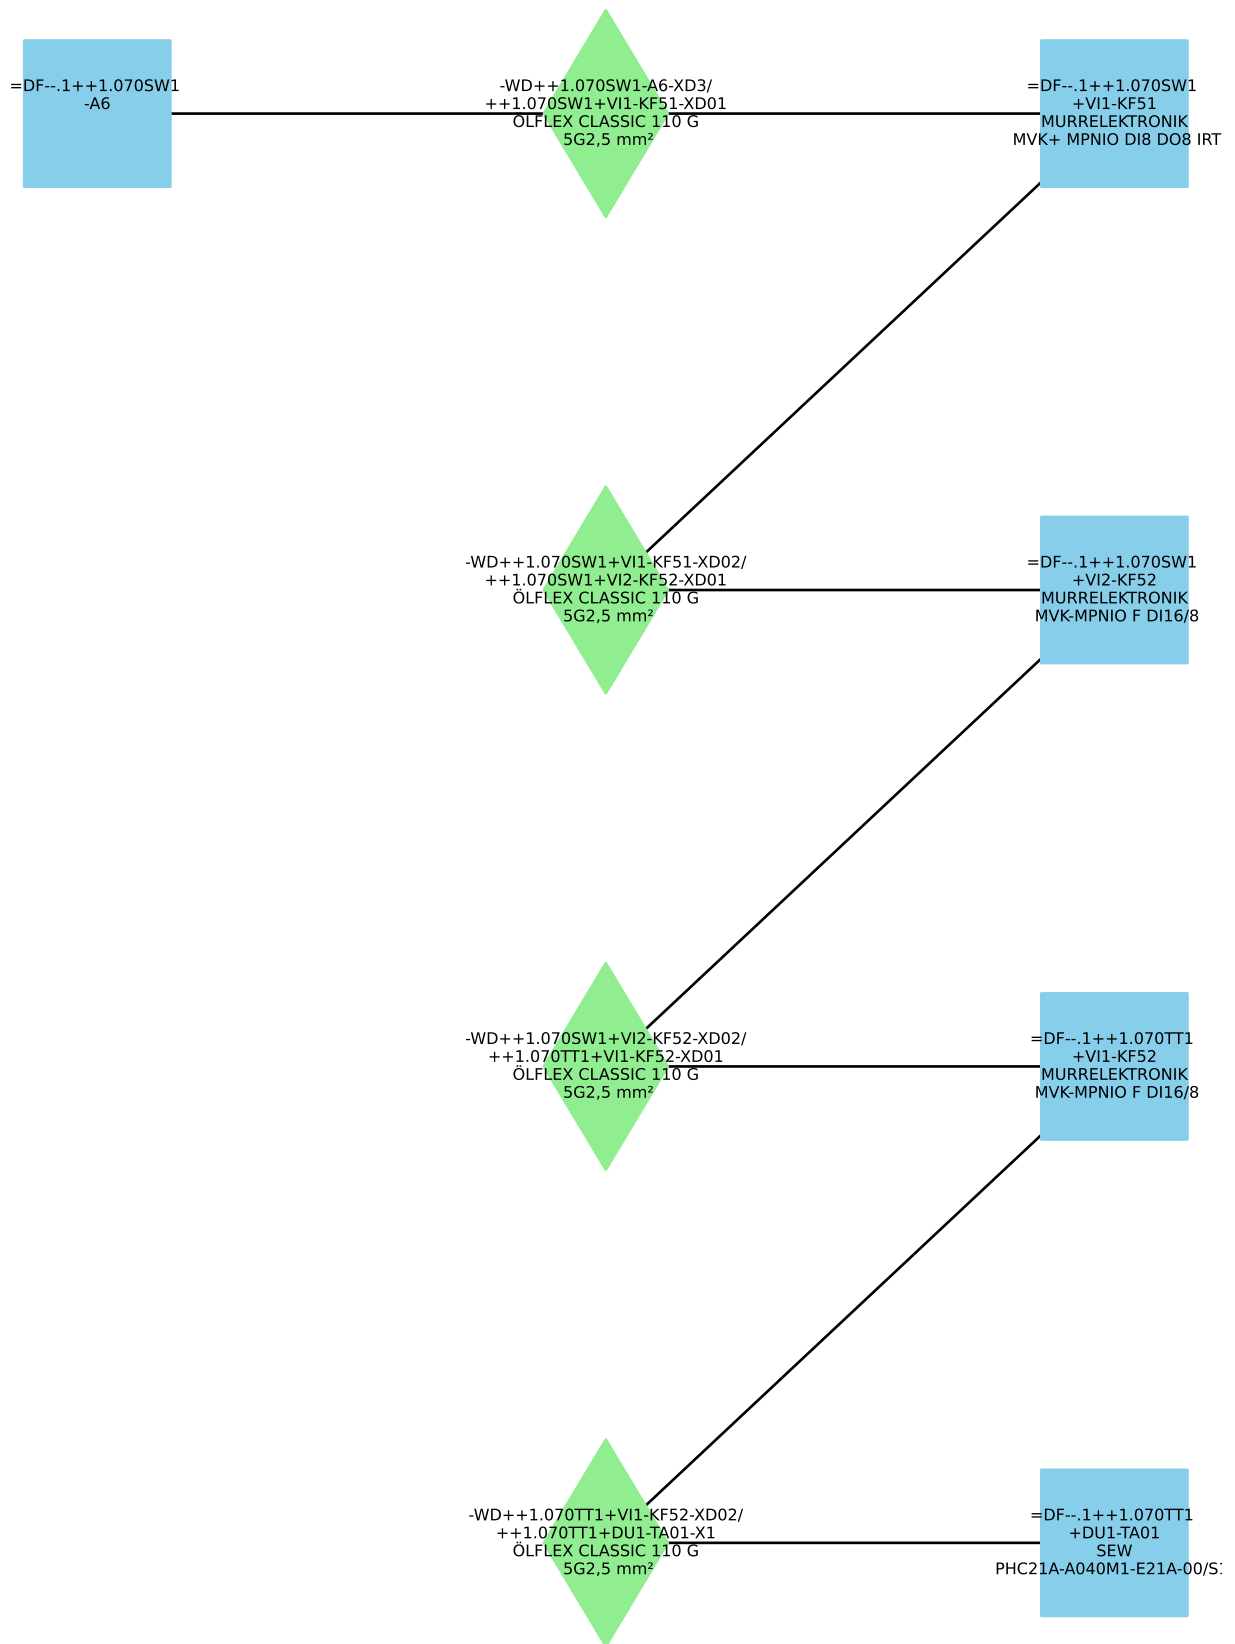 =DF--.1++1.070SW1
-A6
-WD++1.070SW1-A6-XD3/
++1.070SW1+VI1-KF51-XD01
ÖLFLEX CLASSIC 110 G
5G2,5 mm²
=DF--.1++1.070SW1
+VI1-KF51
MURRELEKTRONIK
MVK+ MPNIO DI8 DO8 IRT
-WD++1.070SW1+VI1-KF51-XD02/
++1.070SW1+VI2-KF52-XD01
ÖLFLEX CLASSIC 110 G
5G2,5 mm²
=DF--.1++1.070SW1
+VI2-KF52
MURRELEKTRONIK
MVK-MPNIO F DI16/8
-WD++1.070SW1+VI2-KF52-XD02/
++1.070TT1+VI1-KF52-XD01
ÖLFLEX CLASSIC 110 G
5G2,5 mm²
=DF--.1++1.070TT1
+VI1-KF52
MURRELEKTRONIK
MVK-MPNIO F DI16/8
-WD++1.070TT1+VI1-KF52-XD02/
++1.070TT1+DU1-TA01-X1
ÖLFLEX CLASSIC 110 G
5G2,5 mm²
=DF--.1++1.070TT1
+DU1-TA01
SEW
PHC21A-A040M1-E21A-00/S